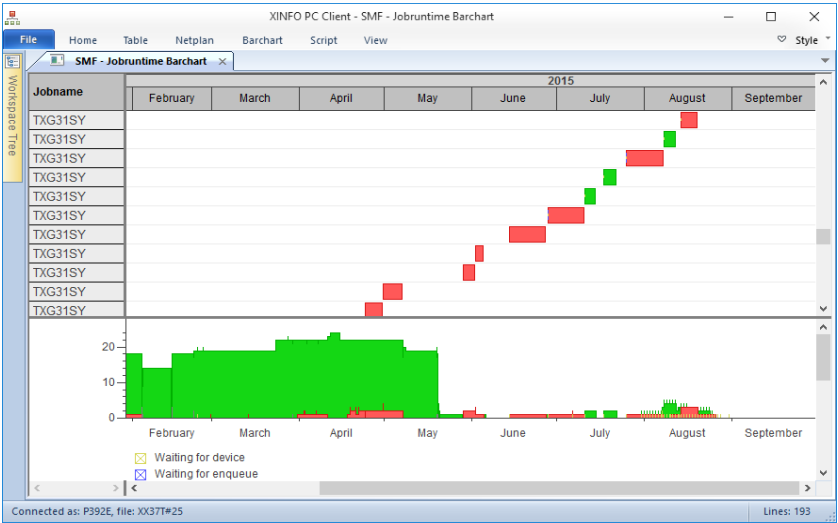 XINFO PC Client - SMF - Jobruntime Barchart
File Home Table Netplan Barchart Script View Style
SMF - Jobruntime Barchart
Workspace Tree
Jobname
2015
February March April May June July August September
TXG31SY
TXG31SY
TXG31SY
TXG31SY
TXG31SY
TXG31SY
TXG31SY
TXG31SY
TXG31SY
TXG31SY
TXG31SY
20
10
0
February March April May June July August September
Waiting for device
Waiting for enqueue
Connected as: P392E, file: XX37T#25 Lines: 193